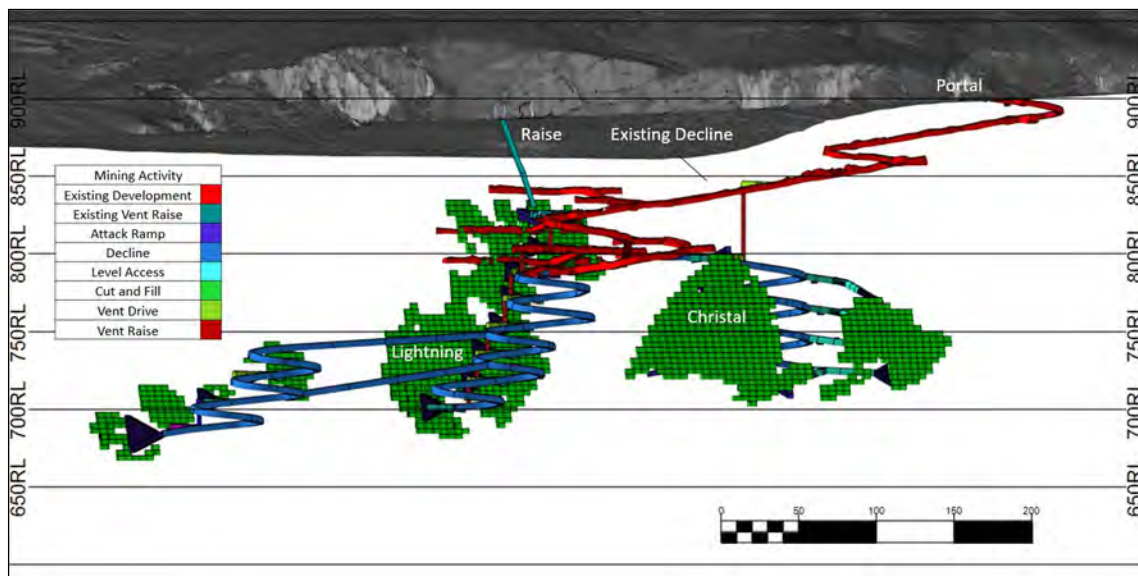 Portal
900RL
900RL
Raise
Existing Decline
850RL
850RL
Mining Activity
Existing Development
Existing Vent Raise
Attack Ramp
Decline
Level Access
Cut and Fill
Vent Drive
Vent Raise
800RL
800RL
Christal
750RL
750RL
Lightning
700RL
700RL
650RL
650RL
0 50 100 150 200